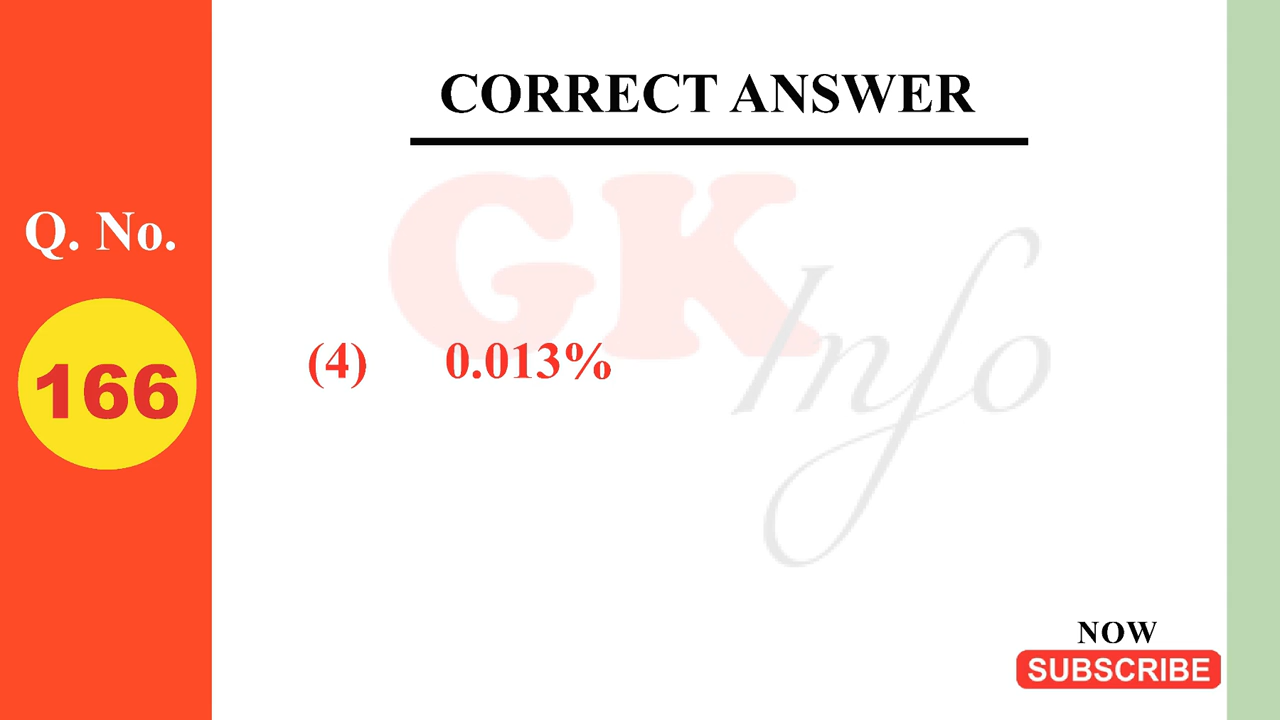 CORRECT ANSWER
GK
Info
Q. No.
166
(4) 0.013%
NOW
SUBSCRIBE